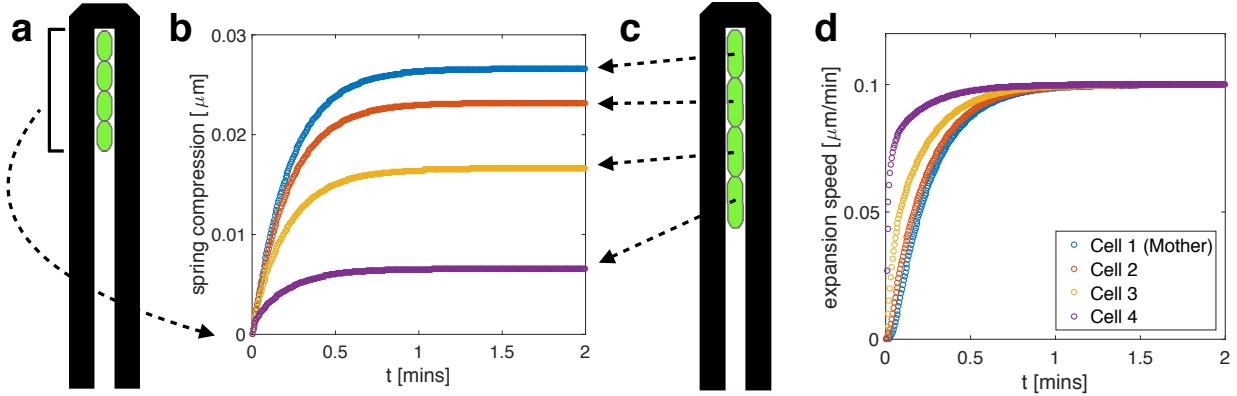 a
b
spring compression [ μm]
0.03
0.02
0.01
0
0
0.5
1
1.5
2
t [mins]
c
d
expansion speed [μm/min]
0.1
0.05
0
0
0.5
1
1.5
2
t [mins]
Cell 1 (Mother)
Cell 2
Cell 3
Cell 4